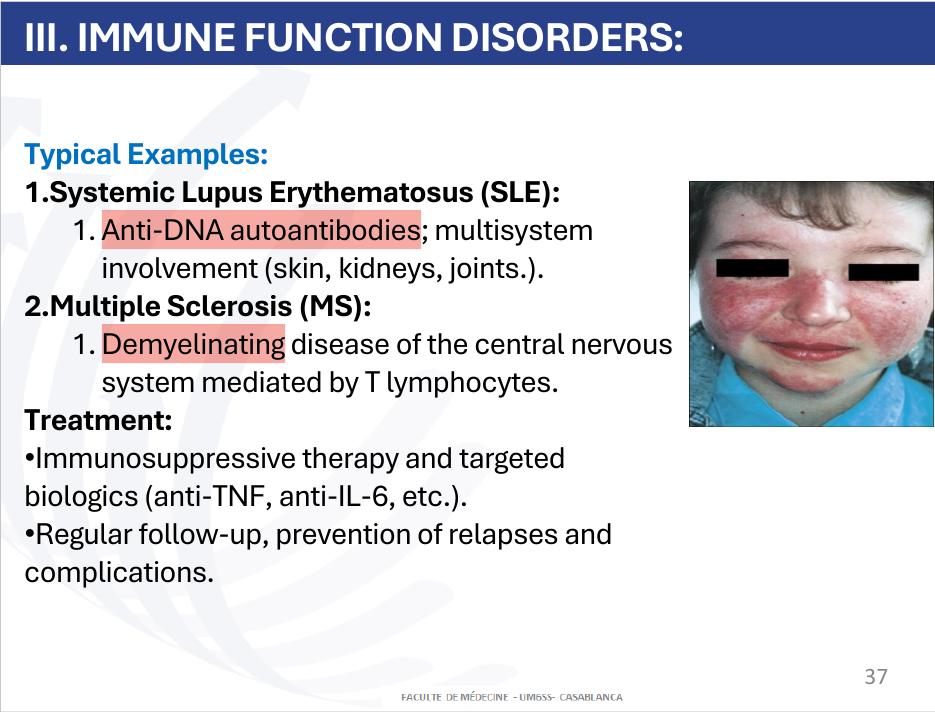 III. IMMUNE FUNCTION DISORDERS:
Typical Examples:
1.Systemic Lupus Erythematosus (SLE):
1. Anti-DNA autoantibodies; multisystem
involvement (skin, kidneys, joints.).
2.Multiple Sclerosis (MS):
1. Demyelinating disease of the central nervous
system mediated by T lymphocytes.
Treatment:
•Immunosuppressive therapy and targeted
biologics (anti-TNF, anti-IL-6, etc.).
•Regular follow-up, prevention of relapses and
complications.
37
FACULTE DE MÉDECINE - UM6SS- CASABLANCA